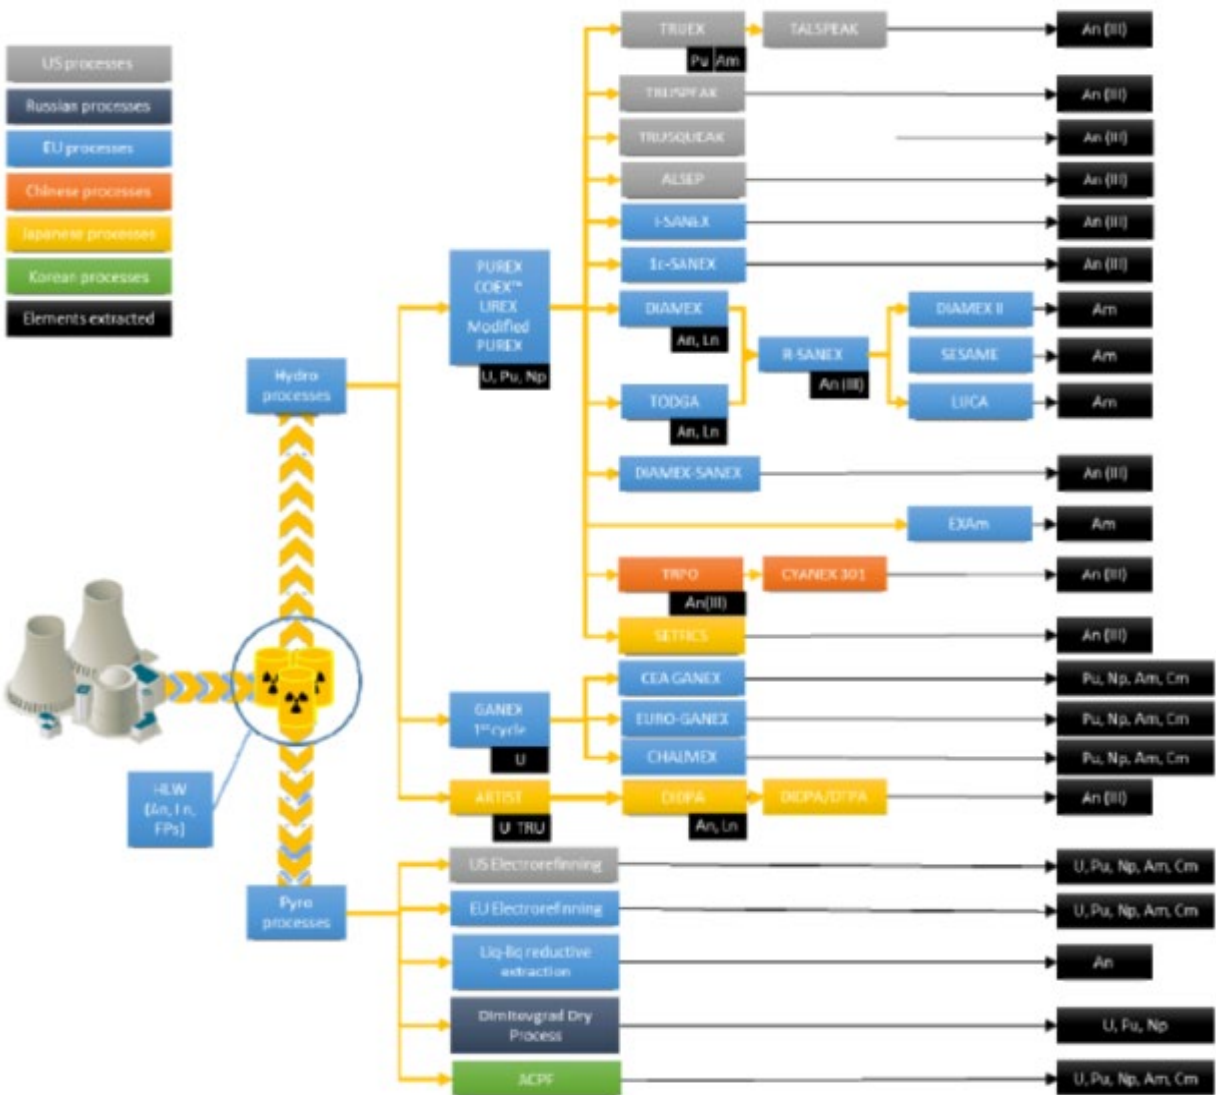 US processes
Russian processes
EU processes
Chinese processes
Japanese processes
Korean processes
Elements extracted
HLW
(An, Ln,
FPs)
Hydro
processes
Pyro
processes
PUREX
COEX™
UREX
Modified
PUREX
U, Pu, Np
TRUEX
Pu Am
TALSPEAK
An (III)
TRUSPEAK
An (III)
TRUSQUEAK
An (III)
ALSEP
An (III)
i-SANEX
An (III)
1c-SANEX
An (III)
DIAMEX
An, Ln
TODGA
An, Ln
R-SANEX
An (III)
DIAMEX II
Am
SESAME
Am
LUCA
Am
DIAMEX-SANEX
An (III)
EXAm
Am
TRPO
An(III)
CYANEX 301
An (III)
SETFICS
An (III)
GANEX
1st cycle
U
CEA GANEX
Pu, Np, Am, Cm
EURO-GANEX
Pu, Np, Am, Cm
CHALMEX
Pu, Np, Am, Cm
ARTIST
U TRU
DIDPA
An, Ln
DIDPA/DTPA
An (III)
US Electrorefinning
U, Pu, Np, Am, Cm
EU Electrorefinning
U, Pu, Np, Am, Cm
Liq-liq reductive
extraction
An
Dimitevgrad Dry
Process
U, Pu, Np
ACPF
U, Pu, Np, Am, Cm